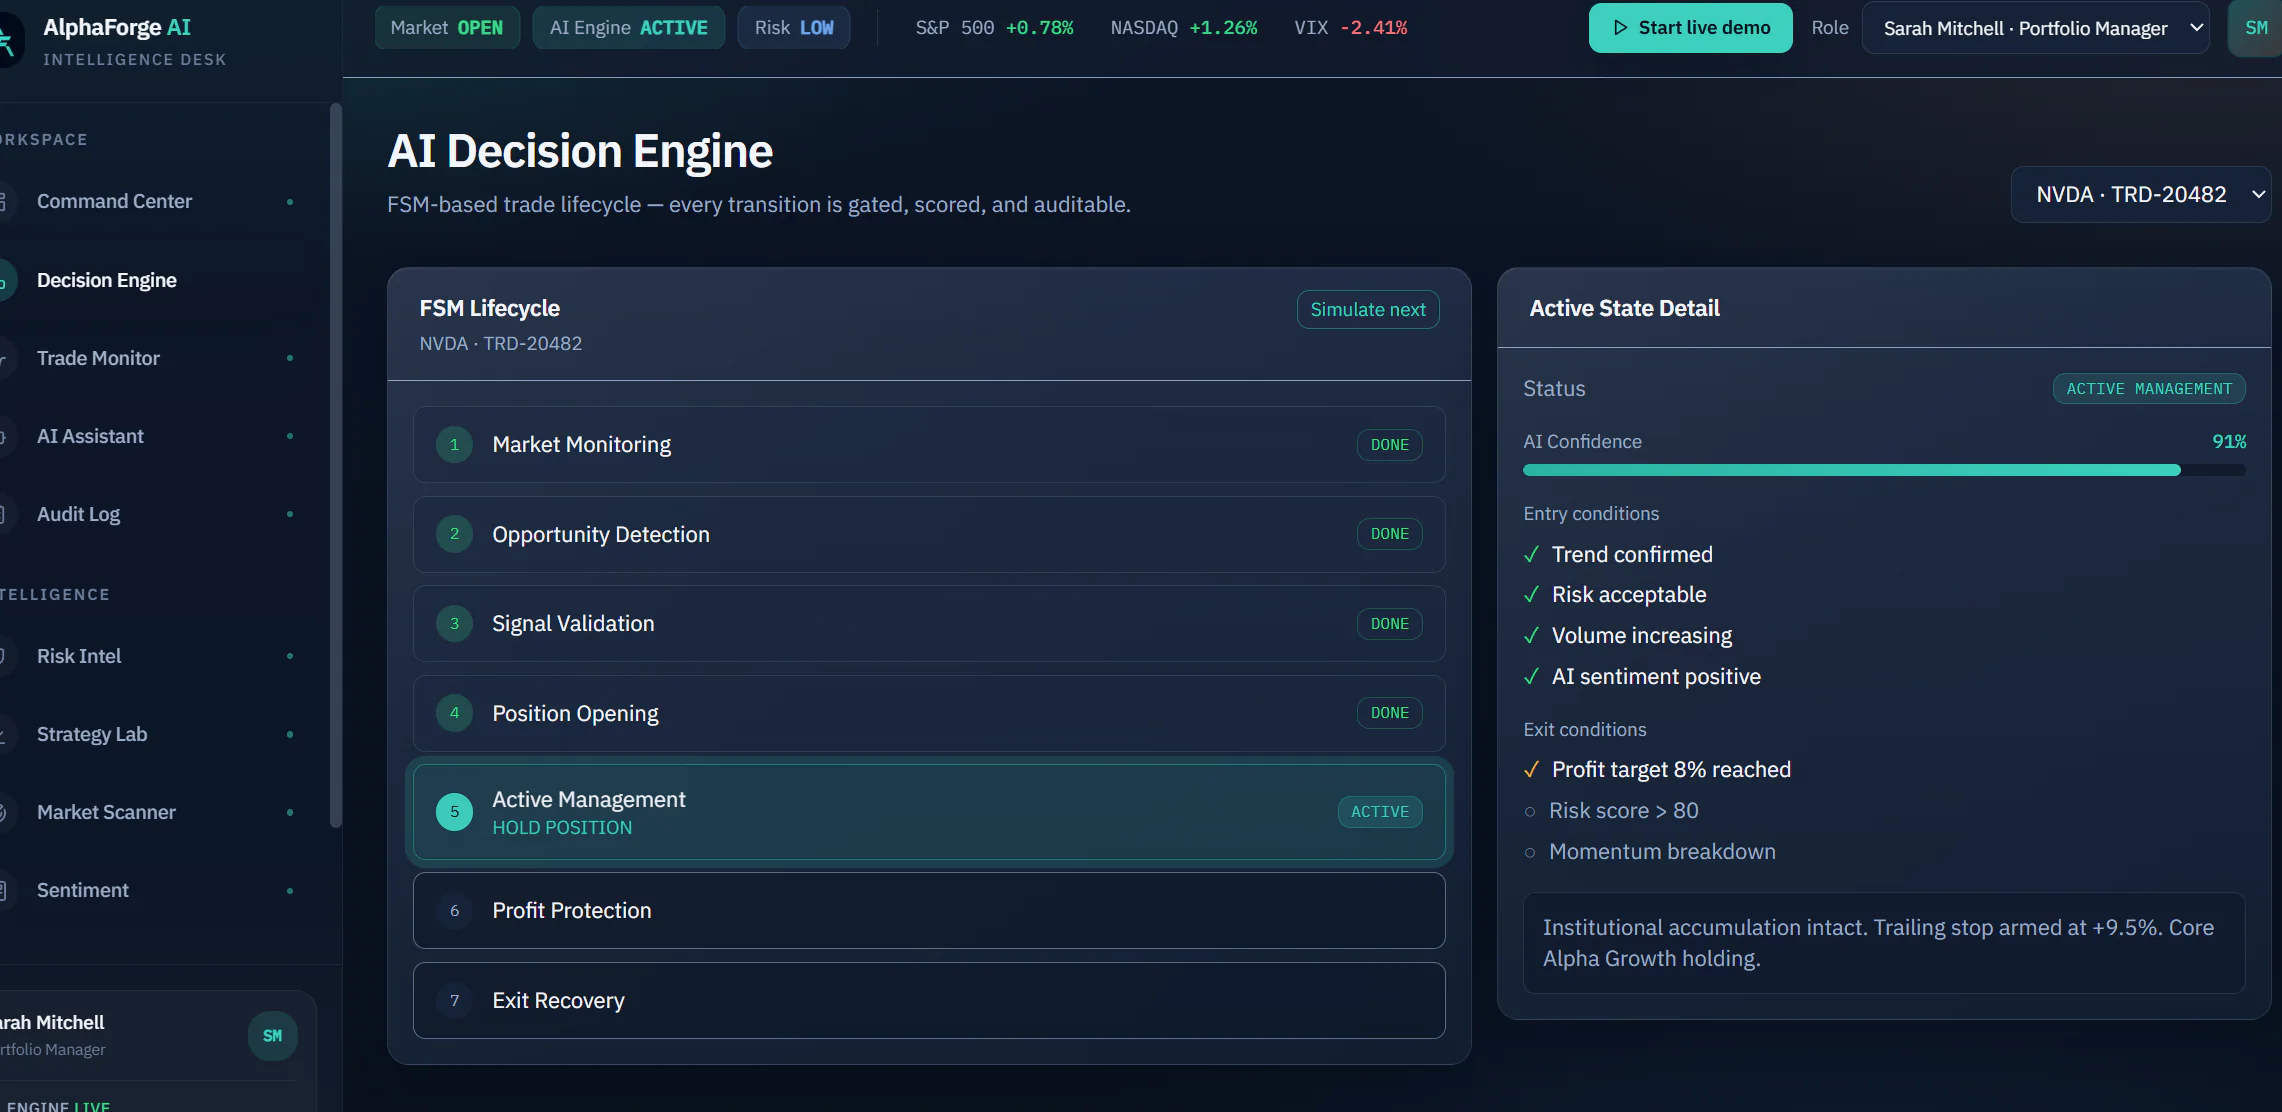 AlphaForge AI
INTELLIGENCE DESK
Market OPEN
AI Engine ACTIVE
Risk LOW
S&P 500 +0.78%
NASDAQ +1.26%
VIX -2.41%
Start live demo
Role
Sarah Mitchell · Portfolio Manager
SM
ORKSPACE
Command Center
Decision Engine
Trade Monitor
AI Assistant
Audit Log
TELLIGENCE
Risk Intel
Strategy Lab
Market Scanner
Sentiment
arah Mitchell
rtfolio Manager
SM
ENGINE LIVE
AI Decision Engine
FSM-based trade lifecycle — every transition is gated, scored, and auditable.
NVDA · TRD-20482
FSM Lifecycle
NVDA · TRD-20482
Simulate next
1 Market Monitoring DONE
2 Opportunity Detection DONE
3 Signal Validation DONE
4 Position Opening DONE
5 Active Management ACTIVE
HOLD POSITION
6 Profit Protection
7 Exit Recovery
Active State Detail
Status ACTIVE MANAGEMENT
AI Confidence 91%
Entry conditions
✓ Trend confirmed
✓ Risk acceptable
✓ Volume increasing
✓ AI sentiment positive
Exit conditions
✓ Profit target 8% reached
○ Risk score > 80
○ Momentum breakdown
Institutional accumulation intact. Trailing stop armed at +9.5%. Core
Alpha Growth holding.